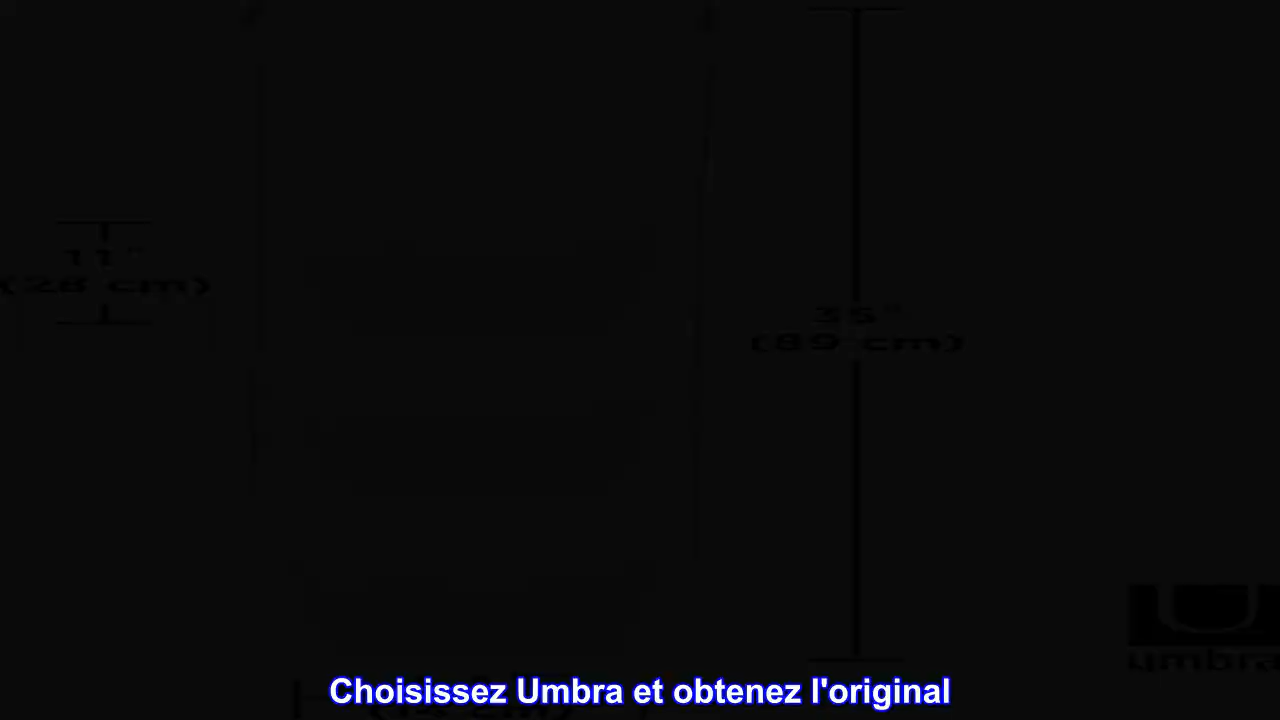 11"
(28 cm)
35"
(89 cm)
umbra
Choisissez Umbra et obtenez l'original